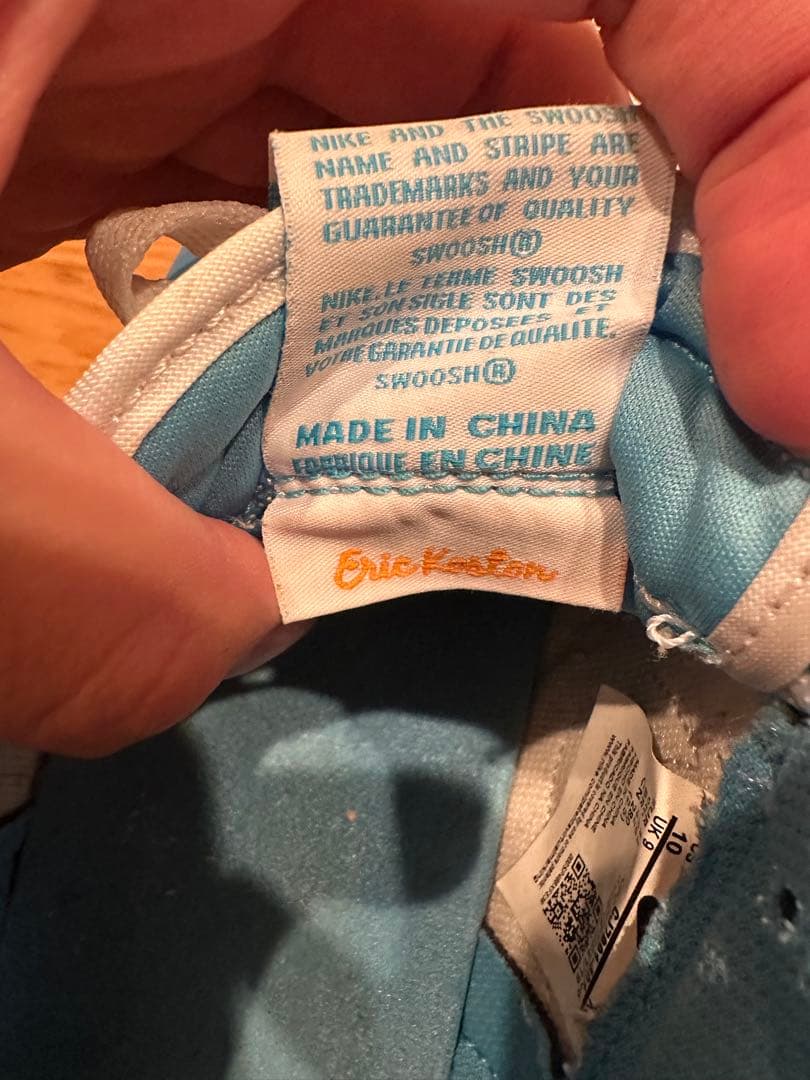 NIKE AND THE SWOOSH
NAME AND STRIPE ARE
TRADEMARKS AND YOUR
GUARANTEE OF QUALITY
SWOOSH®
NIKE, LE TERME SWOOSH
ET SON SIGLE SONT DES
MARQUES DEPOSEES ET
VOTRE GARANTIE DE QUALITE.
SWOOSH®
MADE IN CHINA
FABRIQUE EN CHINE
Eric Koston
UK 9
10